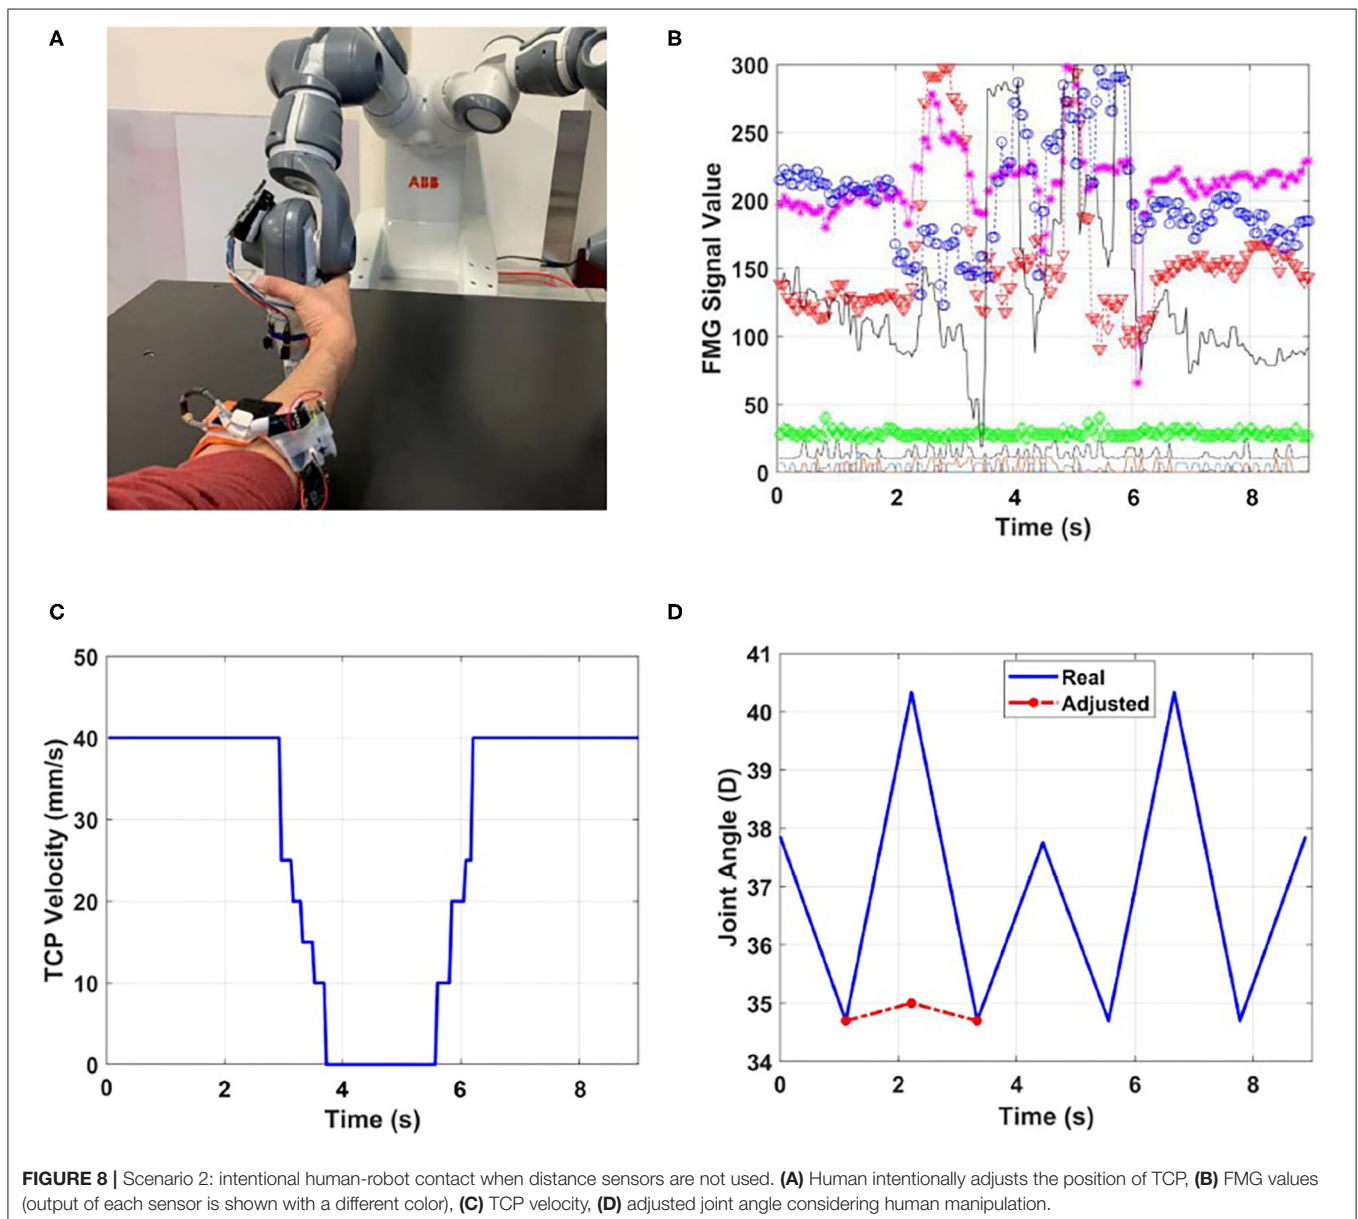 A
ABB
B
300
250
200
150
100
50
0
FMG Signal Value
0 2 4 6 8
Time (s)
C
50
40
30
20
10
0
TCP Velocity (mm/s)
0 2 4 6 8
Time (s)
D
41
40
39
38
37
36
35
34
Joint Angle (D)
Real
Adjusted
0 2 4 6 8
Time (s)
FIGURE 8 | Scenario 2: intentional human-robot contact when distance sensors are not used. (A) Human intentionally adjusts the position of TCP, (B) FMG values
(output of each sensor is shown with a different color), (C) TCP velocity, (D) adjusted joint angle considering human manipulation.